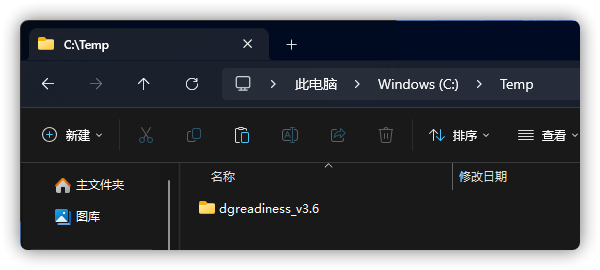 C:\Temp
此电脑 Windows (C:) Temp
新建 排序 查看
名称 修改日期
主文件夹
dgreadiness_v3.6
图库